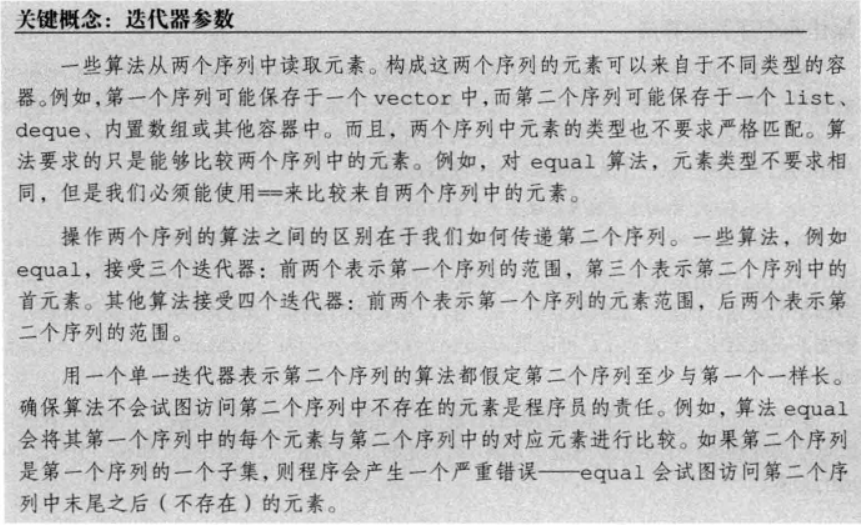 关键概念：迭代器参数
一些算法从两个序列中读取元素。构成这两个序列的元素可以来自于不同类型的容
器。例如，第一个序列可能保存于一个 vector 中，而第二个序列可能保存于一个 list、
deque、内置数组或其他容器中。而且，两个序列中元素的类型也不要求严格匹配。算
法要求的只是能够比较两个序列中的元素。例如，对 equal 算法，元素类型不要求相
同，但是我们必须能使用==来比较来自两个序列中的元素。
操作两个序列的算法之间的区别在于我们如何传递第二个序列。一些算法，例如
equal，接受三个迭代器：前两个表示第一个序列的范围，第三个表示第二个序列中的
首元素。其他算法接受四个迭代器：前两个表示第一个序列的元素范围，后两个表示第
二个序列的范围。
用一个单一迭代器表示第二个序列的算法都假定第二个序列至少与第一个一样长。
确保算法不会试图访问第二个序列中不存在的元素是程序员的责任。例如，算法 equal
会将其第一个序列中的每个元素与第二个序列中的对应元素进行比较。如果第二个序列
是第一个序列的一个子集，则程序会产生一个严重错误——equal 会试图访问第二个序
列中末尾之后（不存在）的元素。